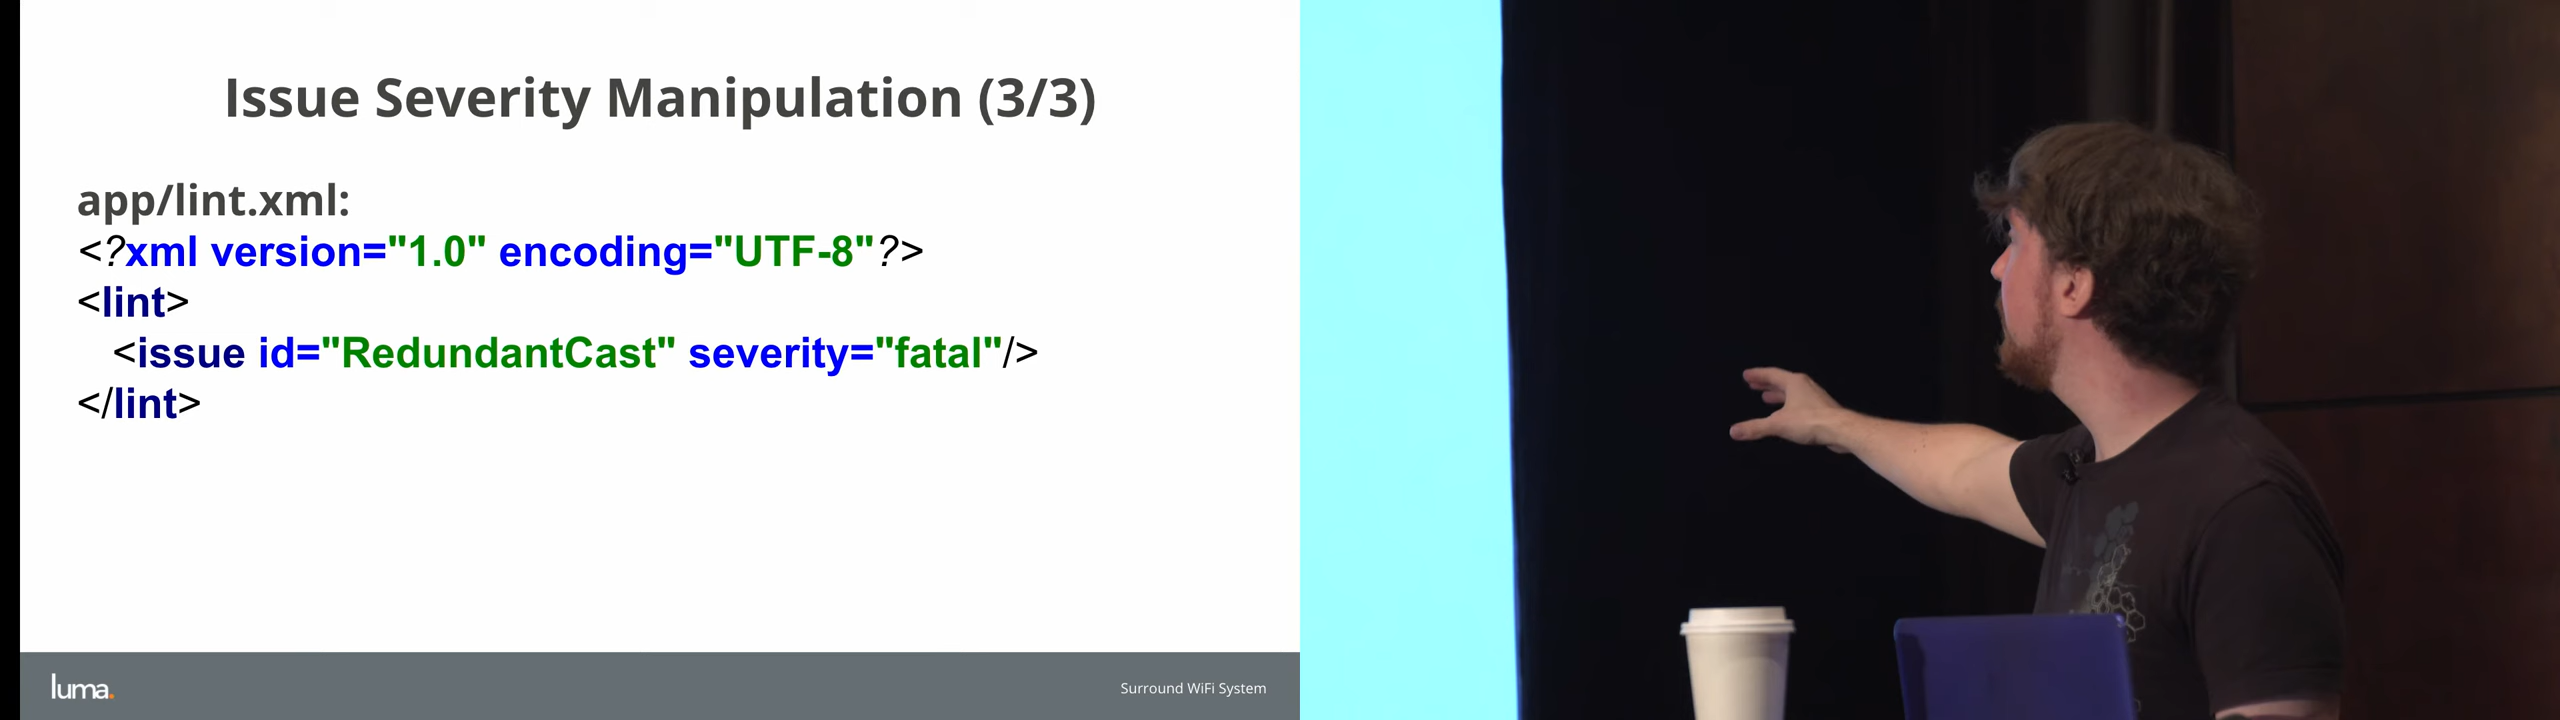 Issue Severity Manipulation (3/3)
app/lint.xml:
<?xml version="1.0" encoding="UTF-8"?>
<lint>
<issue id="RedundantCast" severity="fatal"/>
</lint>
luma.
Surround WiFi System